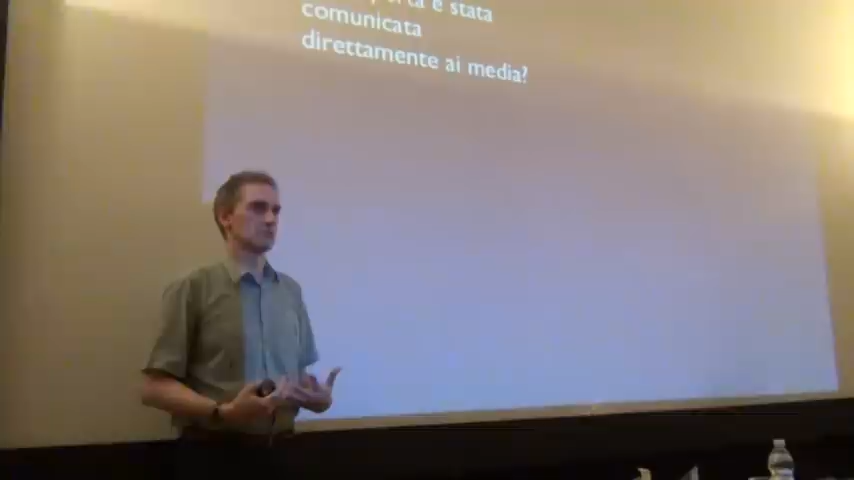 è stata
comunicata
direttamente ai media?